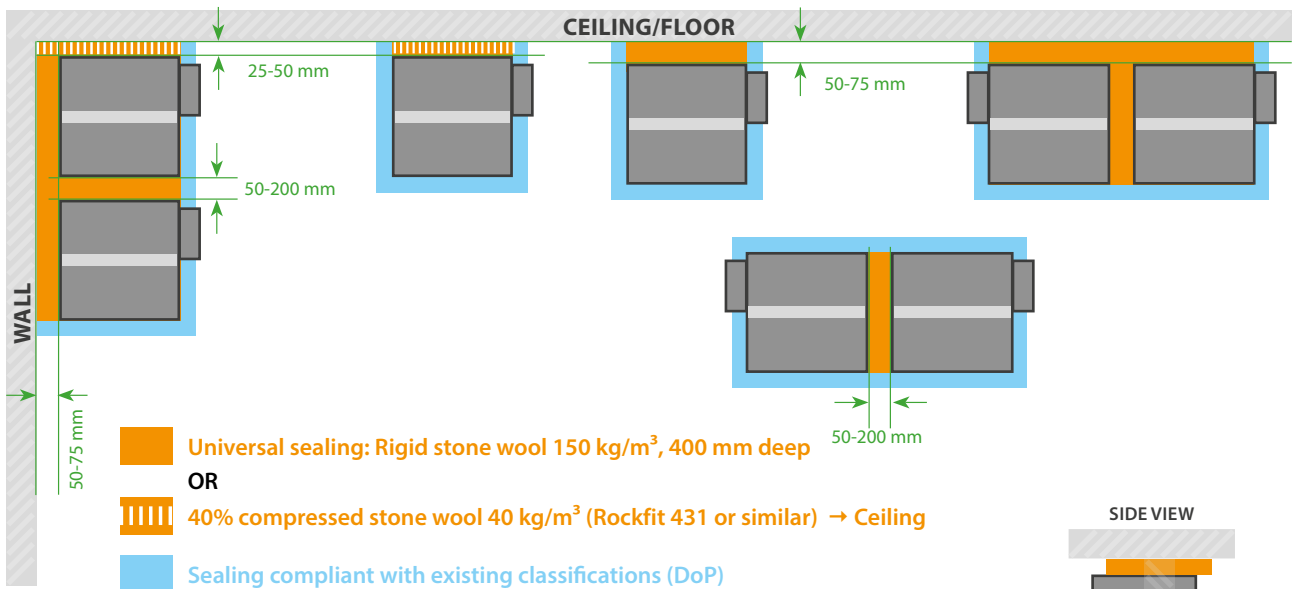 CEILING/FLOOR
25-50 mm
50-75 mm
50-200 mm
WALL
50-75 mm
50-200 mm
Universal sealing: Rigid stone wool 150 kg/m³, 400 mm deep
OR
40% compressed stone wool 40 kg/m³ (Rockfit 431 or similar) → Ceiling
Sealing compliant with existing classifications (DoP)
SIDE VIEW